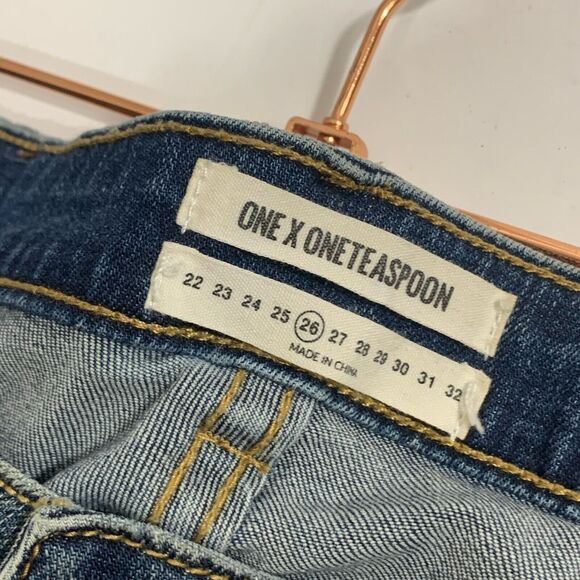 ONE X ONETEASPOON
22 23 24 25 26 27 28 29 30 31 32
MADE IN CHINA